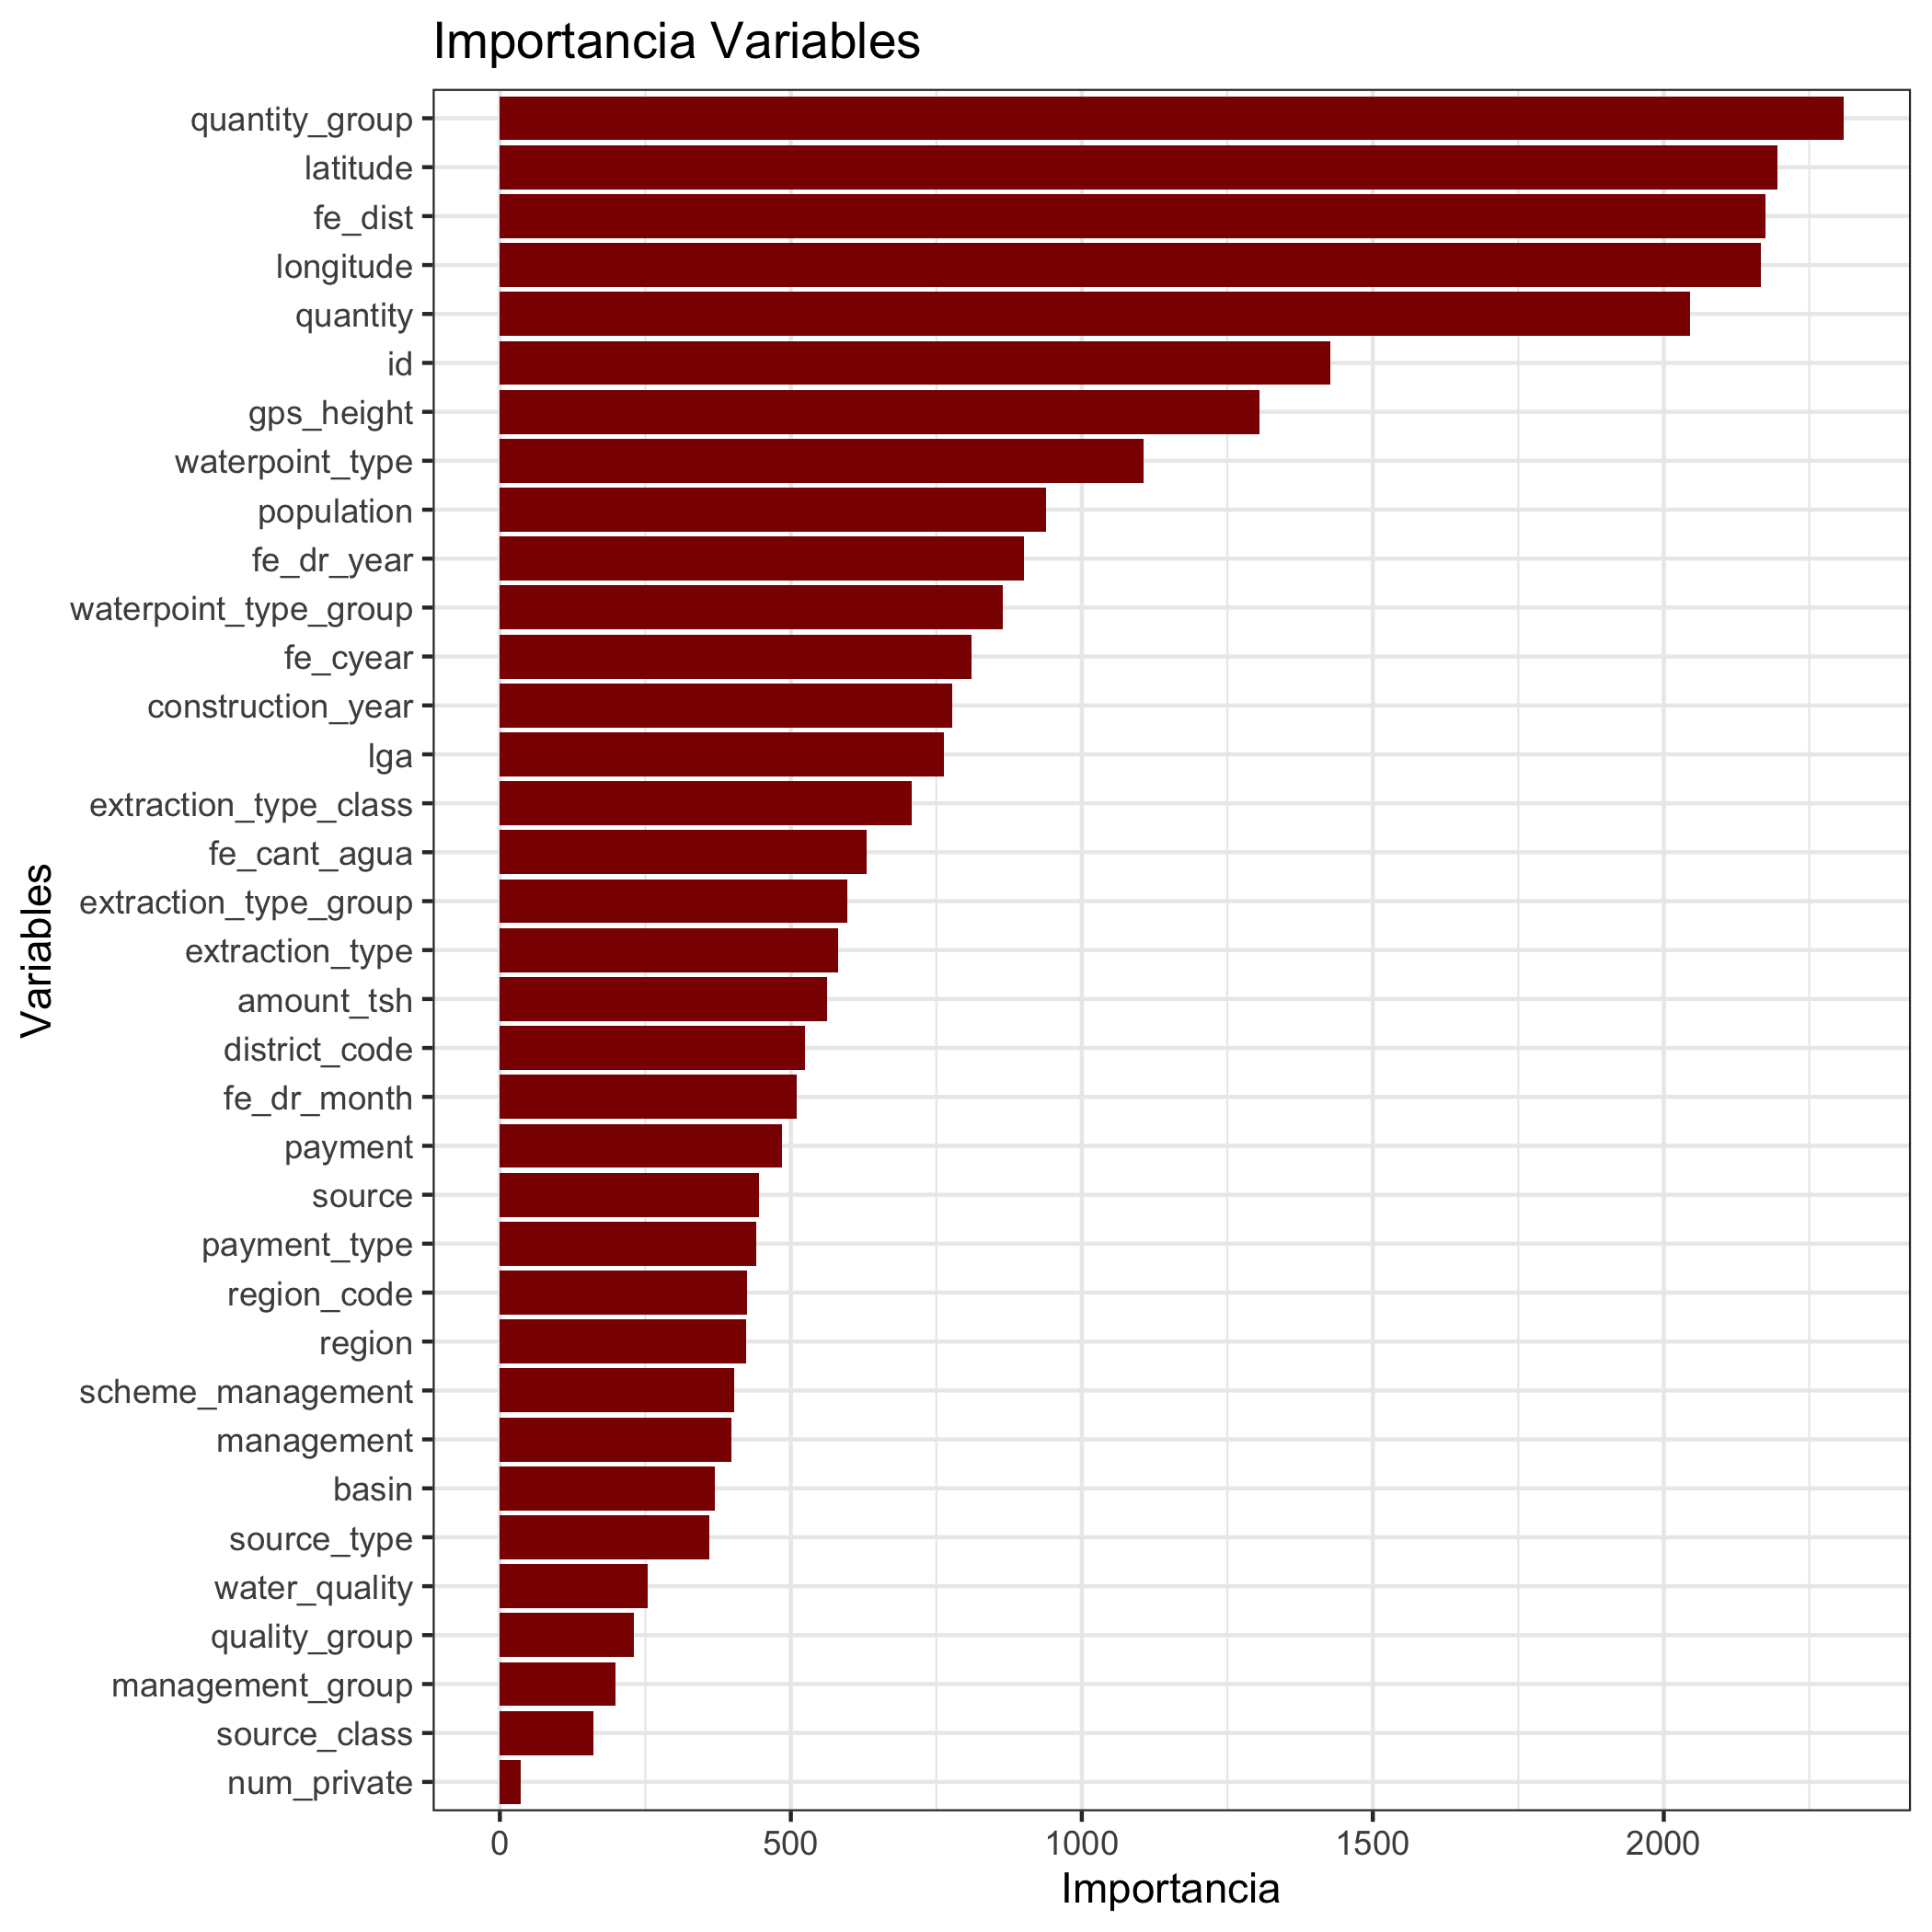 Importancia Variables
quantity_group
latitude
fe_dist
longitude
quantity
id
gps_height
waterpoint_type
population
fe_dr_year
waterpoint_type_group
fe_cyear
construction_year
lga
extraction_type_class
fe_cant_agua
extraction_type_group
extraction_type
amount_tsh
district_code
fe_dr_month
payment
source
payment_type
region_code
region
scheme_management
management
basin
source_type
water_quality
quality_group
management_group
source_class
num_private
Variables
0 500 1000 1500 2000
Importancia